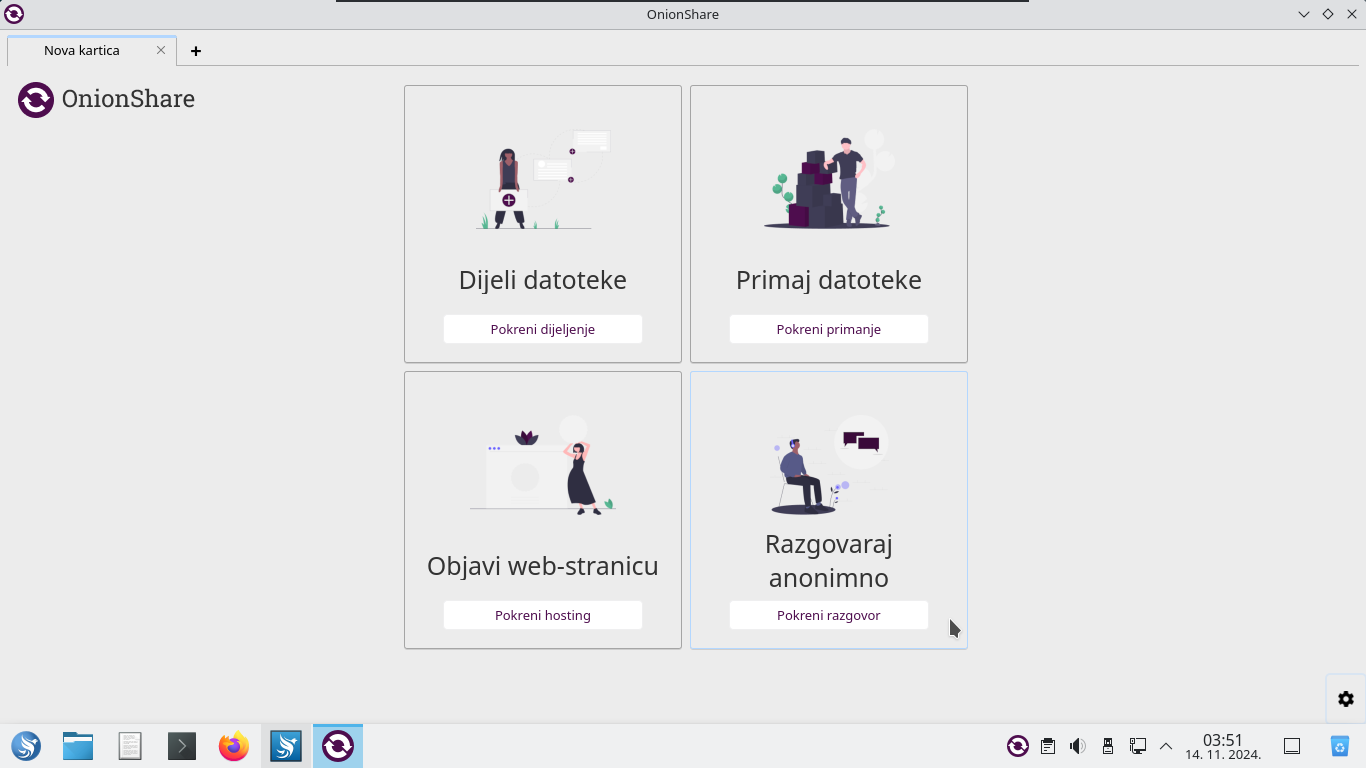 OnionShare
Nova kartica
OnionShare
Dijeli datoteke
Pokreni dijeljenje
Primaj datoteke
Pokreni primanje
Objavi web-stranicu
Pokreni hosting
Razgovaraj
anonimno
Pokreni razgovor
03:51
14. 11. 2024.